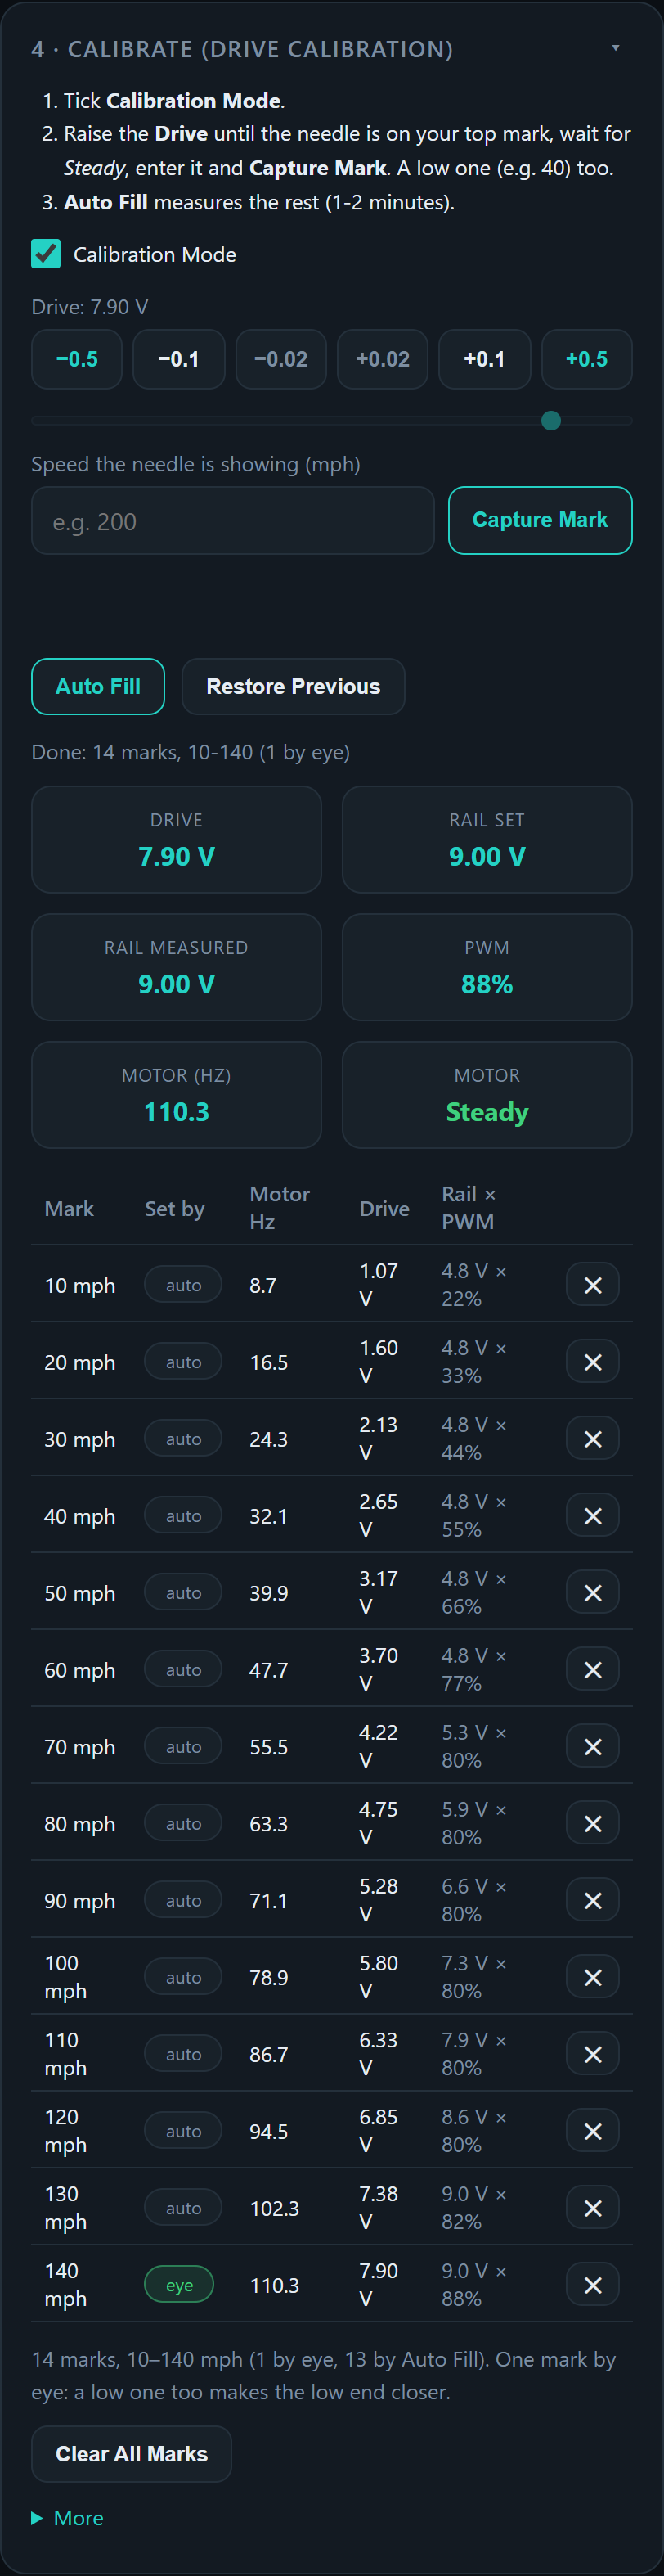 4 · CALIBRATE (DRIVE CALIBRATION)
1. Tick Calibration Mode.
2. Raise the Drive until the needle is on your top mark, wait for
Steady, enter it and Capture Mark. A low one (e.g. 40) too.
3. Auto Fill measures the rest (1-2 minutes).
Calibration Mode
Drive: 7.90 V
−0.5 −0.1 −0.02 +0.02 +0.1 +0.5
Speed the needle is showing (mph)
e.g. 200 Capture Mark
Auto Fill Restore Previous
Done: 14 marks, 10-140 (1 by eye)
DRIVE RAIL SET
7.90 V 9.00 V
RAIL MEASURED PWM
9.00 V 88%
MOTOR (HZ) MOTOR
110.3 Steady
Mark Set by Motor Hz Drive Rail × PWM
10 mph auto 8.7 1.07 V 4.8 V × 22% ✕
20 mph auto 16.5 1.60 V 4.8 V × 33% ✕
30 mph auto 24.3 2.13 V 4.8 V × 44% ✕
40 mph auto 32.1 2.65 V 4.8 V × 55% ✕
50 mph auto 39.9 3.17 V 4.8 V × 66% ✕
60 mph auto 47.7 3.70 V 4.8 V × 77% ✕
70 mph auto 55.5 4.22 V 5.3 V × 80% ✕
80 mph auto 63.3 4.75 V 5.9 V × 80% ✕
90 mph auto 71.1 5.28 V 6.6 V × 80% ✕
100 mph auto 78.9 5.80 V 7.3 V × 80% ✕
110 mph auto 86.7 6.33 V 7.9 V × 80% ✕
120 mph auto 94.5 6.85 V 8.6 V × 80% ✕
130 mph auto 102.3 7.38 V 9.0 V × 82% ✕
140 mph eye 110.3 7.90 V 9.0 V × 88% ✕
14 marks, 10–140 mph (1 by eye, 13 by Auto Fill). One mark by
eye: a low one too makes the low end closer.
Clear All Marks
More